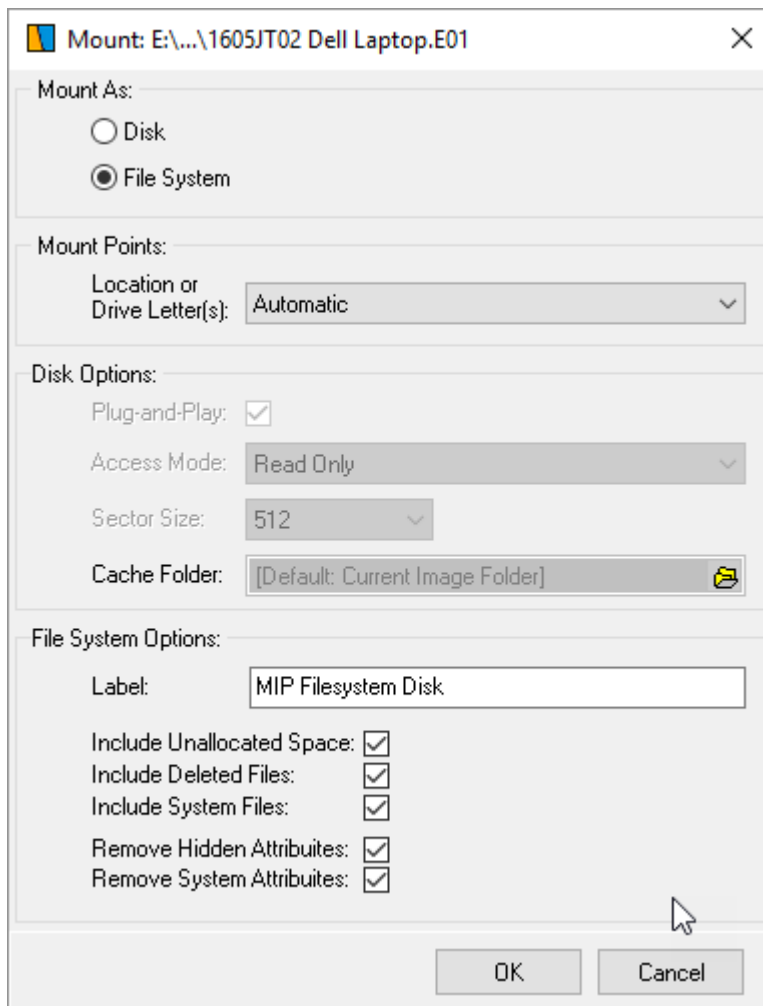 Mount: E:\...\1605JT02 Dell Laptop.E01
Mount As:
Disk
File System
Mount Points:
Location or
Drive Letter(s): Automatic
Disk Options:
Plug-and-Play:
Access Mode: Read Only
Sector Size: 512
Cache Folder: [Default: Current Image Folder]
File System Options:
Label: MIP Filesystem Disk
Include Unallocated Space:
Include Deleted Files:
Include System Files:
Remove Hidden Attribuites:
Remove System Attribuites:
OK Cancel